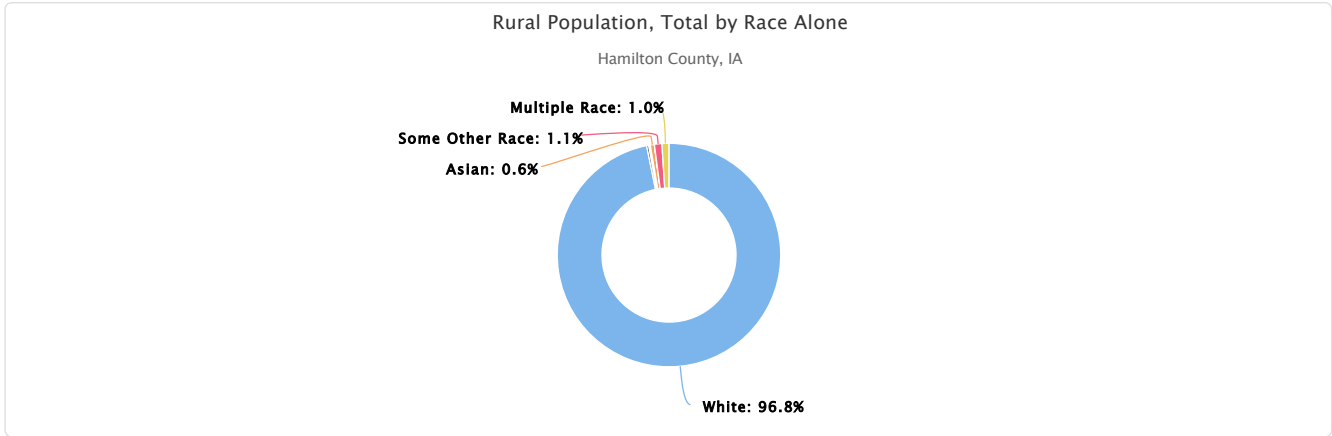 Rural Population, Total by Race Alone
Hamilton County, IA
Multiple Race: 1.0%
Some Other Race: 1.1%
Asian: 0.6%
White: 96.8%